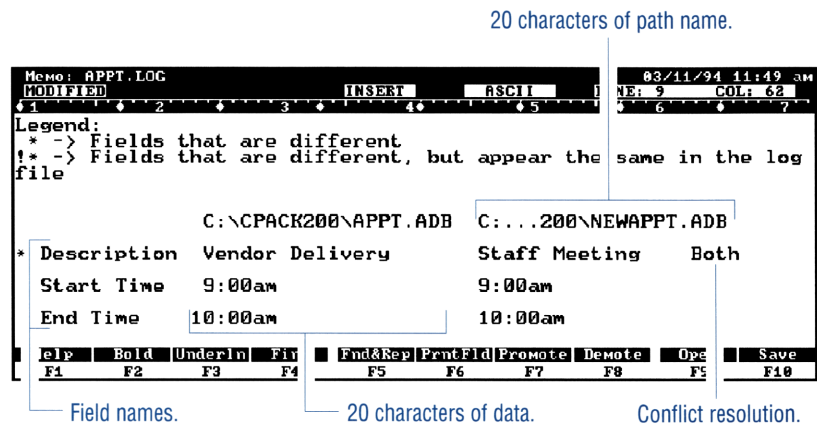 20 characters of path name.
Memo: APPT.LOG 03/11/94 11:49 am
MODIFIED INSERT ASCII NE: 9 COL: 62
1 2 3 4 5 6 7
Legend:
* -> Fields that are different
!* -> Fields that are different, but appear the same in the log
file
C:\CPACK200\APPT.ADB C:...200\NEWAPPT.ADB
* Description Vendor Delivery Staff Meeting Both
Start Time 9:00am 9:00am
End Time 10:00am 10:00am
elp Bold Underln Fin Fnd&Rep PrntFld Promote Demote Ope Save
F1 F2 F3 F4 F5 F6 F7 F8 F9 F10
Field names. 20 characters of data. Conflict resolution.